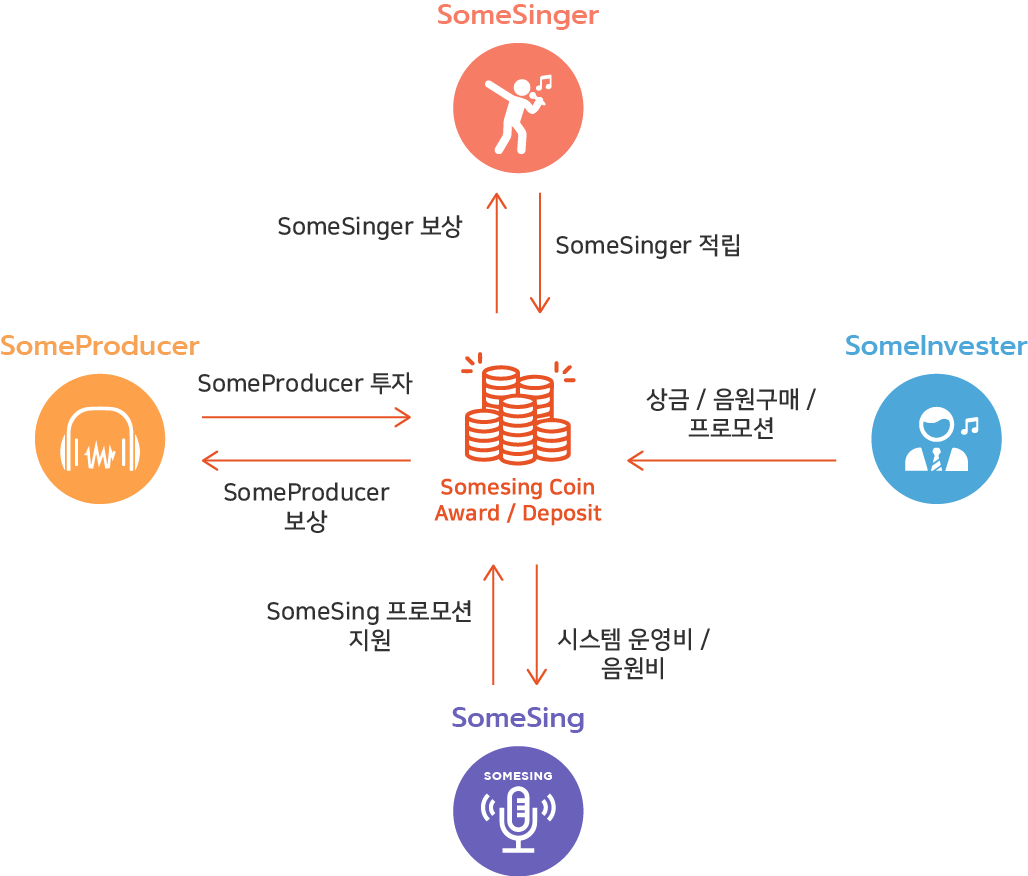 SomeSinger
SomeSinger 보상
SomeSinger 적립
SomeProducer
SomeInvester
SomeProducer 투자
상금 / 음원구매 /
프로모션
SomeProducer
보상
Somesing Coin
Award / Deposit
SomeSing 프로모션
지원
시스템 운영비 /
음원비
SomeSing
SOMESING